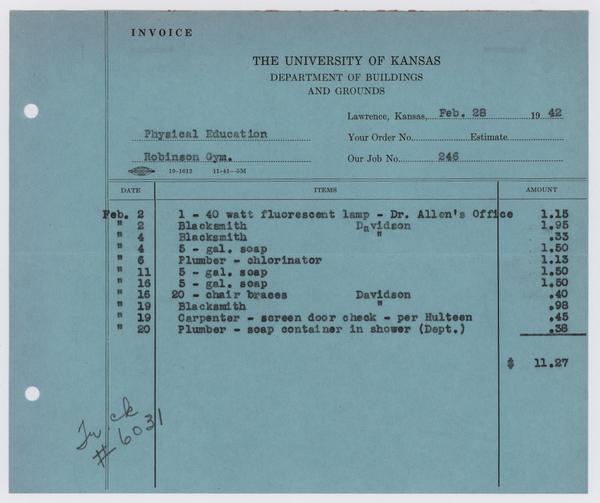 INVOICE
THE UNIVERSITY OF KANSAS
DEPARTMENT OF BUILDINGS
AND GROUNDS
Lawrence, Kansas, Feb. 28 1942
Physical Education Your Order No. Estimate
Robinson Gym. Our Job No. 246
19-1612 11-41-5M
DATE ITEMS AMOUNT
Feb. 2 1 - 40 watt fluorescent lamp - Dr. Allen's Office 1.15
" 2 Blacksmith Davidson 1.95
" 4 Blacksmith " .33
" 4 5 - gal. soap 1.50
" 6 Plumber - chlorinator 1.13
" 11 5 - gal. soap 1.50
" 16 5 - gal. soap 1.50
" 16 20 - chair braces Davidson .40
" 19 Blacksmith " .98
" 19 Carpenter - screen door check - per Hulteen .45
" 20 Plumber - soap container in shower (Dept.) .38
$ 11.27
ck
#6031